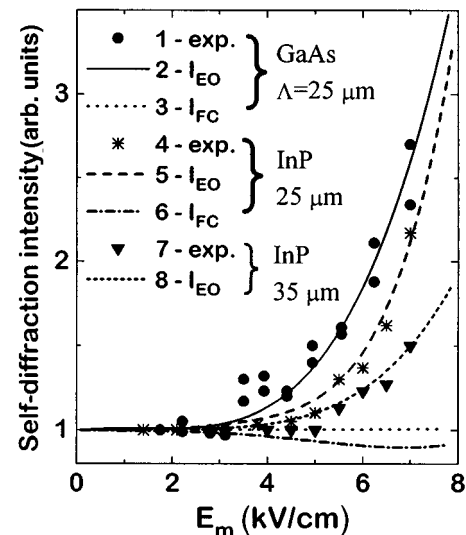 Self-diffraction intensity (arb. units)
3
2
1
1 - exp.
2 - I_EO
3 - I_FC
GaAs
Λ=25 μm
4 - exp.
5 - I_EO
6 - I_FC
InP
25 μm
7 - exp.
8 - I_EO
InP
35 μm
0 2 4 6 8
E_m (kV/cm)